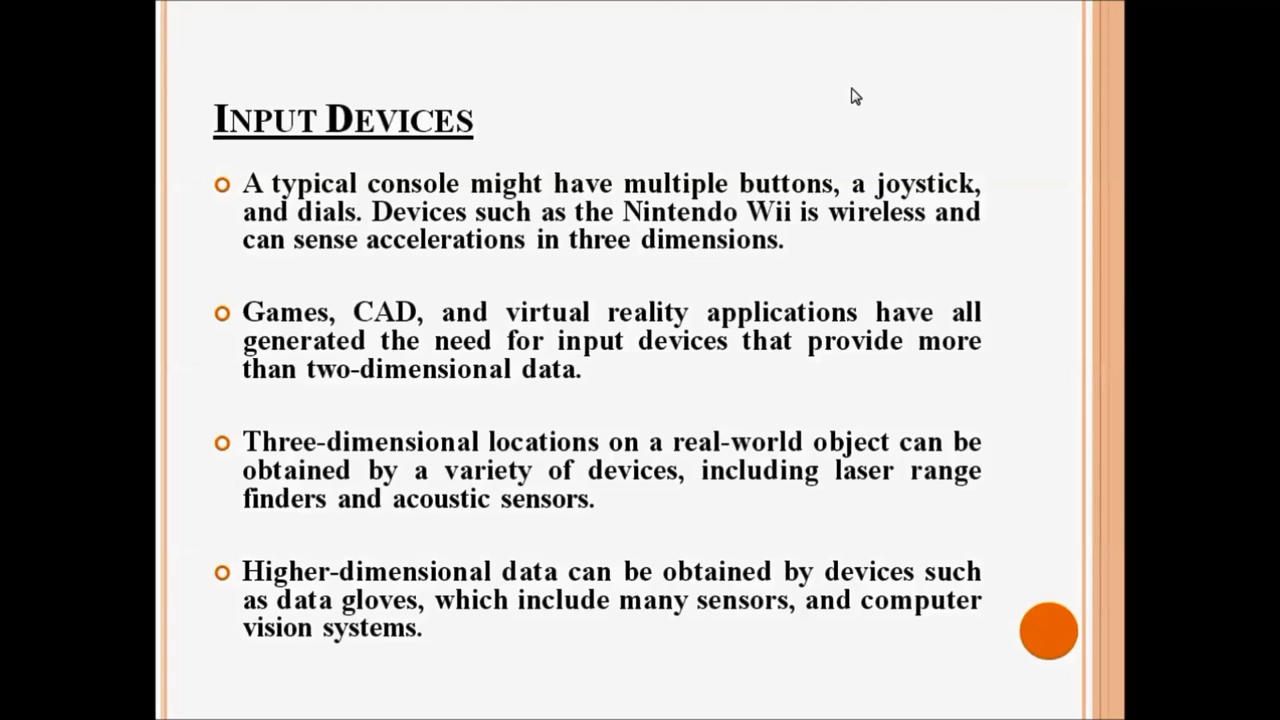 INPUT DEVICES
A typical console might have multiple buttons, a joystick,
and dials. Devices such as the Nintendo Wii is wireless and
can sense accelerations in three dimensions.
Games, CAD, and virtual reality applications have all
generated the need for input devices that provide more
than two-dimensional data.
Three-dimensional locations on a real-world object can be
obtained by a variety of devices, including laser range
finders and acoustic sensors.
Higher-dimensional data can be obtained by devices such
as data gloves, which include many sensors, and computer
vision systems.